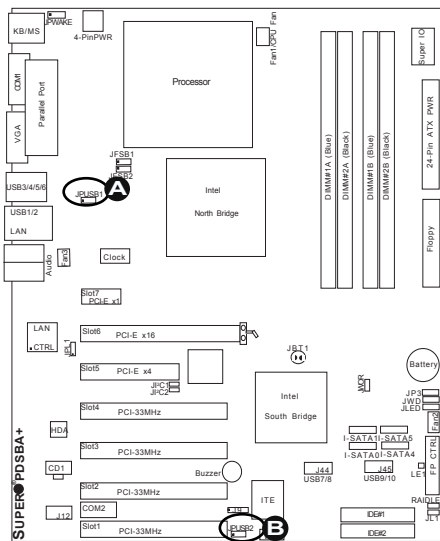 KB/MS
JPWAKE
4-PinPWR
Fan1/CPU Fan
Super IO
COM1
Parallel Port
Processor
VGA
JFSB1
JFSB2
DIMM#1A (Blue)
DIMM#2A (Black)
DIMM#1B (Blue)
DIMM#2B (Black)
24-Pin ATX PWR
USB3/4/5/6
JPUSB1
A
USB1/2
LAN
Intel
North Bridge
Floppy
Audio
Fan3
Clock
Slot7
PCI-E x1
LAN
CTRL
JPL1
Slot6
PCI-E x16
JBT1
Battery
Slot5
PCI-E x4
JI²C1
JI²C2
Intel
South Bridge
JWOR
JP3
JWD
JLED
Fan2
Slot4
PCI-33MHz
HDA
I-SATA1
I-SATA5
I-SATA0
I-SATA4
FP CTRL
Slot3
PCI-33MHz
CD1
Buzzer
J44
USB7/8
J45
USB9/10
LE1
Slot2
PCI-33MHz
ITE
RAIDLE
J12
COM2
J9
JPUSB2
B
IDE#1
JL1
Slot1
PCI-33MHz
IDE#2
SUPER PDSBA+